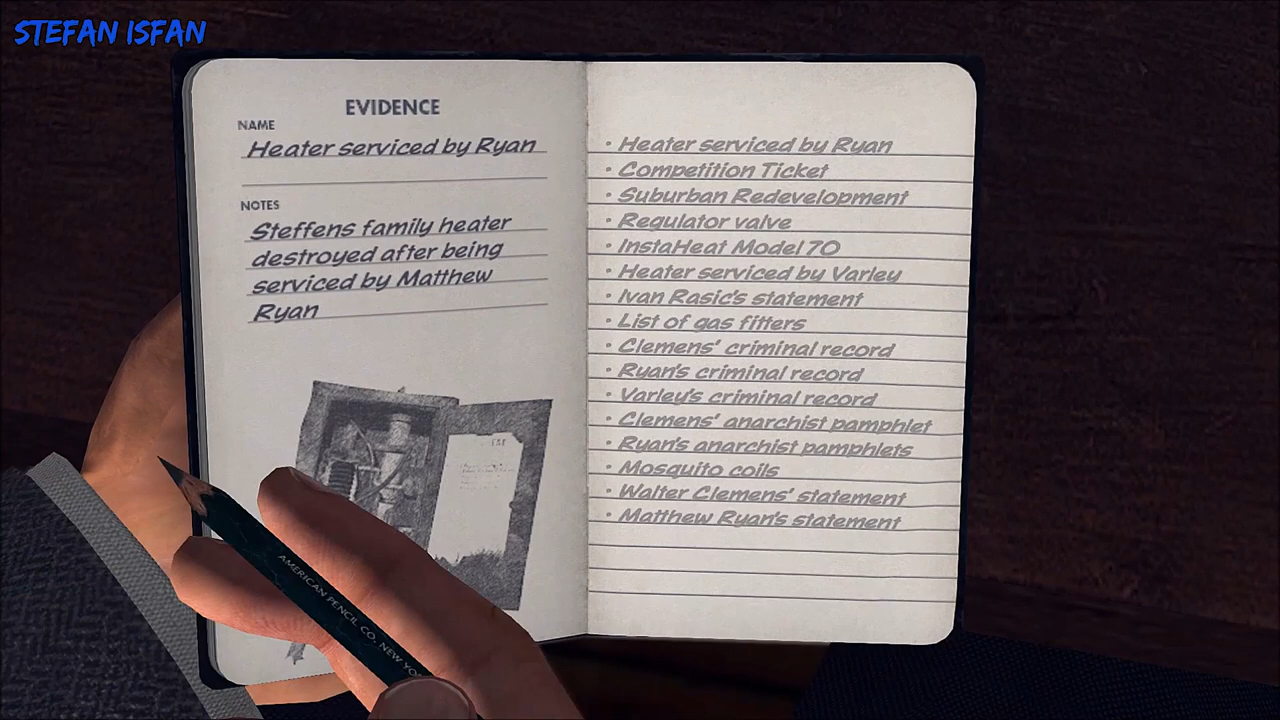 STEFAN ISFAN
EVIDENCE
NAME
Heater serviced by Ryan
NOTES
Steffens family heater
destroyed after being
serviced by Matthew
Ryan
• Heater serviced by Ryan
• Competition Ticket
• Suburban Redevelopment
• Regulator valve
• InstaHeat Model 70
• Heater serviced by Varley
• Ivan Rasic's statement
• List of gas fitters
• Clemens' criminal record
• Ryan's criminal record
• Varley's criminal record
• Clemens' anarchist pamphlet
• Ryan's anarchist pamphlets
• Mosquito coils
• Walter Clemens' statement
• Matthew Ryan's statement
AMERICAN PENCIL CO. NEW YO